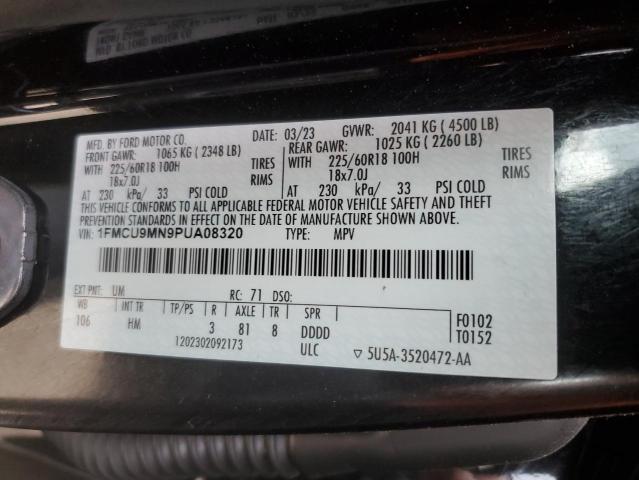 MFD. BY FORD MOTOR CO.
MFD. BY FORD MOTOR CO. DATE: 03/23 GVWR: 2041 KG ( 4500 LB)
FRONT GAWR: 1065 KG ( 2348 LB) REAR GAWR: 1025 KG ( 2260 LB)
WITH 225/60R18 100H TIRES WITH 225/60R18 100H TIRES
18x7.0J RIMS 18x7.0J RIMS
AT 230 kPa/ 33 PSI COLD AT 230 kPa/ 33 PSI COLD
THIS VEHICLE CONFORMS TO ALL APPLICABLE FEDERAL MOTOR VEHICLE SAFETY AND THEFT
PREVENTION STANDARDS IN EFFECT ON THE DATE OF MANUFACTURE SHOWN ABOVE.
VIN: 1FMCU9MN9PUA08320 TYPE: MPV
EXT PNT: UM RC: 71 DSO:
WB INT TR TP/PS R AXLE TR SPR F0102
106 HM 3 81 8 DDDD T0152
1202302092173 ULC ▽ 5U5A-3520472-AA